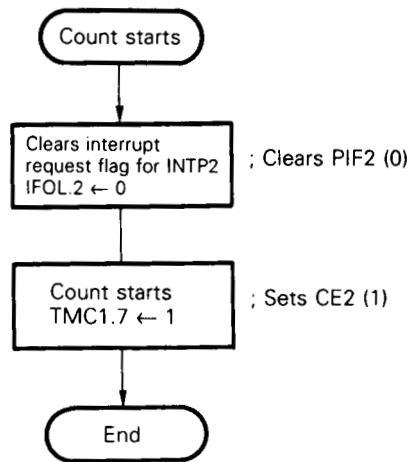 Count starts
Clears interrupt
request flag for INTP2
IFOL.2 ← 0
; Clears PIF2 (0)
Count starts
TMC1.7 ← 1
; Sets CE2 (1)
End